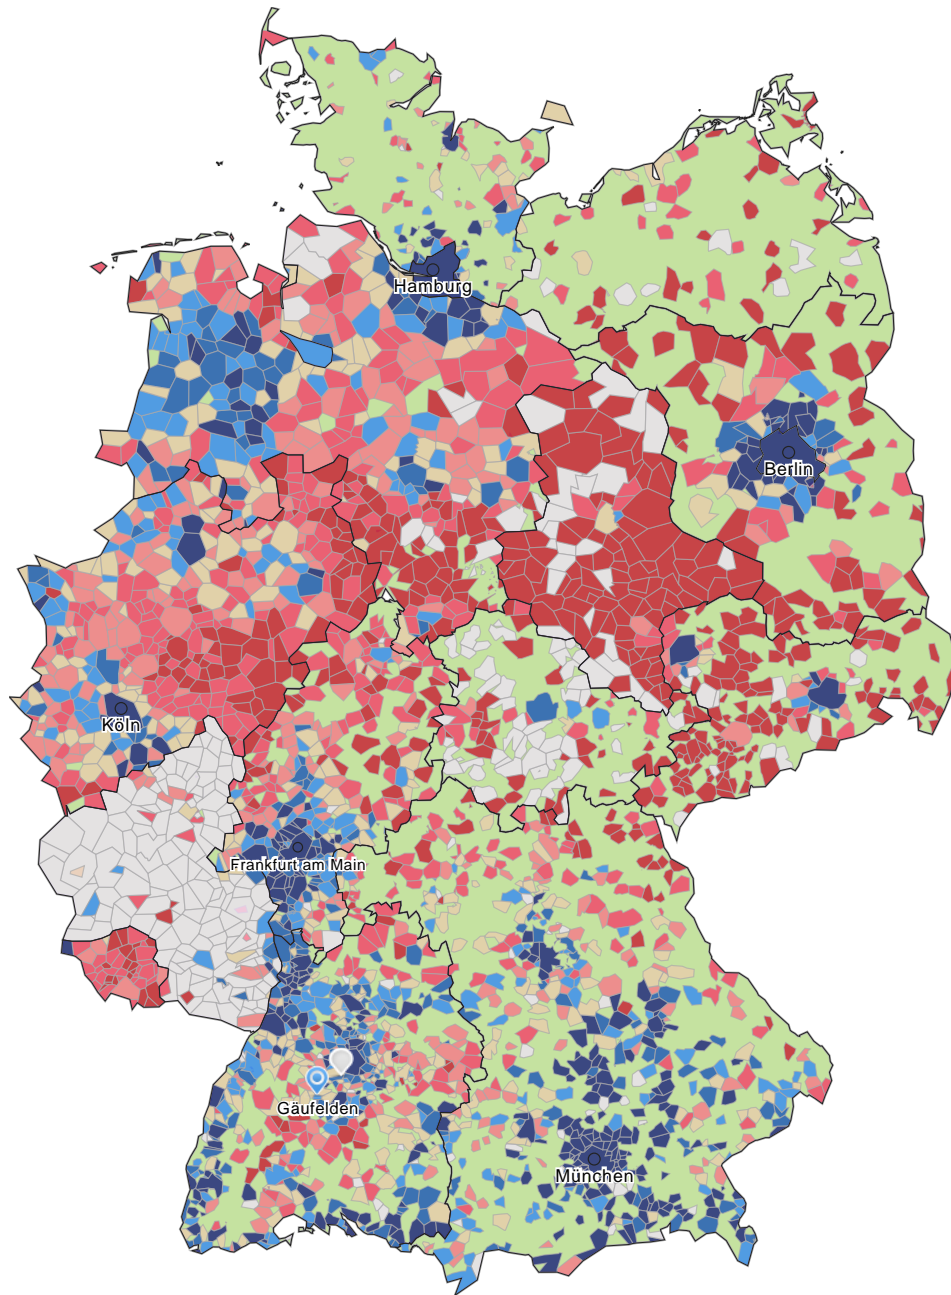 Hamburg
Berlin
Köln
Frankfurt am Main
Gäufelden
München